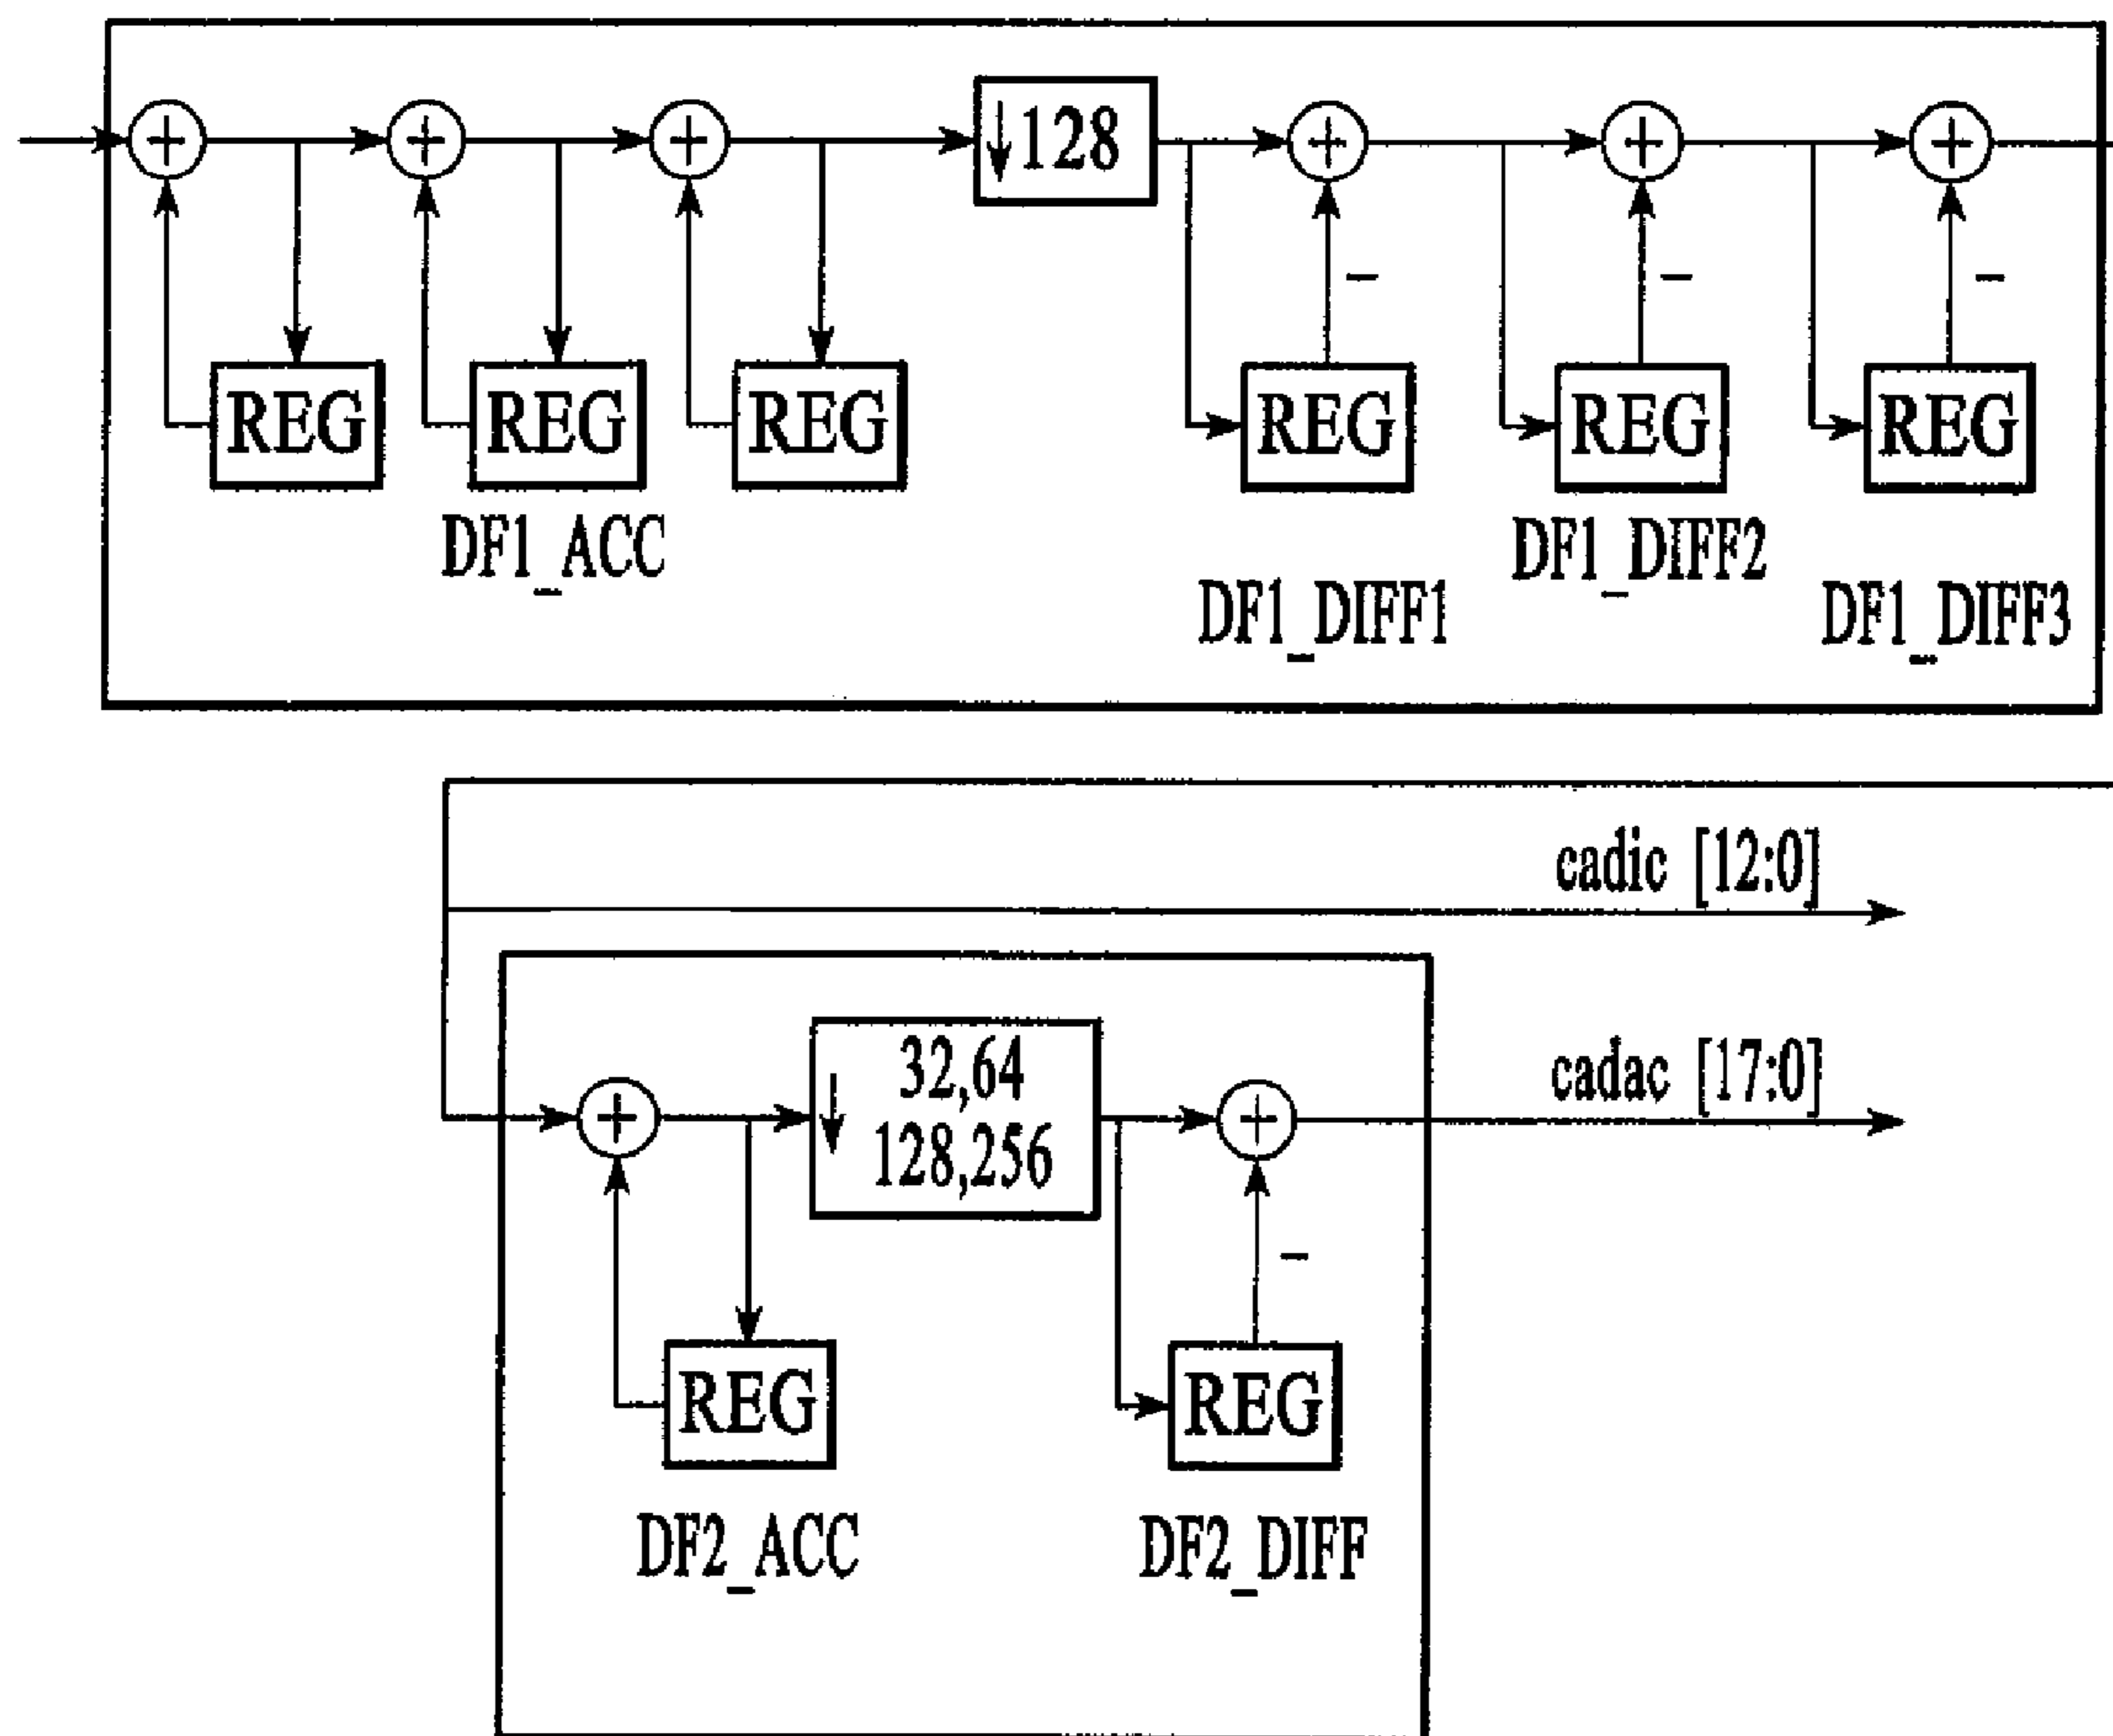 + + + ↓128 + + +
− − −
REG REG REG REG REG REG
DF1_ACC
DF1_DIFF2
DF1_DIFF1
DF1_DIFF3
cadic [12:0]
32,64
↓
128,256
+ +
cadac [17:0]
−
REG REG
DF2_ACC
DF2_DIFF